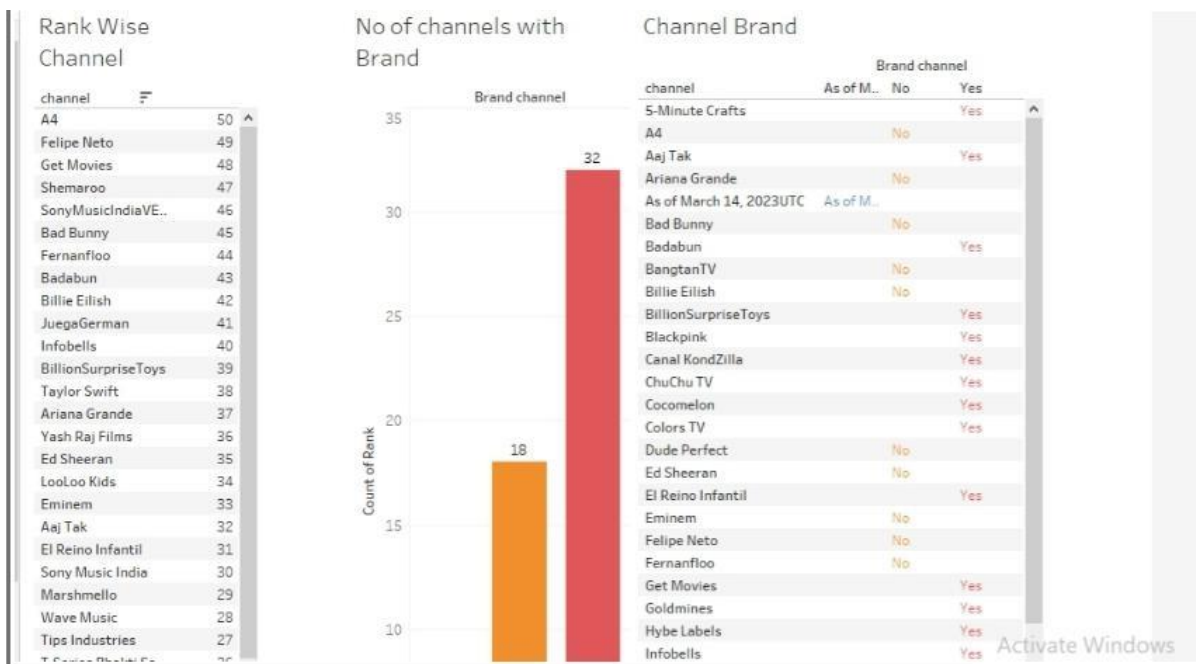 Rank Wise
Channel
channel
A4 50
Felipe Neto 49
Get Movies 48
Shemaroo 47
SonyMusicIndiaVE.. 46
Bad Bunny 45
Fernanfloo 44
Badabun 43
Billie Eilish 42
JuegaGerman 41
Infobells 40
BillionSurpriseToys 39
Taylor Swift 38
Ariana Grande 37
Yash Raj Films 36
Ed Sheeran 35
LooLoo Kids 34
Eminem 33
Aaj Tak 32
El Reino Infantil 31
Sony Music India 30
Marshmello 29
Wave Music 28
Tips Industries 27
No of channels with
Brand
Brand channel
35
30
25
20
15
10
Count of Rank
18
32
Channel Brand
Brand channel
channel As of M.. No Yes
5-Minute Crafts Yes
A4 No
Aaj Tak Yes
Ariana Grande No
As of March 14, 2023UTC As of M..
Bad Bunny No
Badabun Yes
BangtanTV No
Billie Eilish No
BillionSurpriseToys Yes
Blackpink Yes
Canal KondZilla Yes
ChuChu TV Yes
Cocomelon Yes
Colors TV Yes
Dude Perfect No
Ed Sheeran No
El Reino Infantil Yes
Eminem No
Felipe Neto No
Fernanfloo No
Get Movies Yes
Goldmines Yes
Hybe Labels Yes
Infobells Yes
Activate Windows